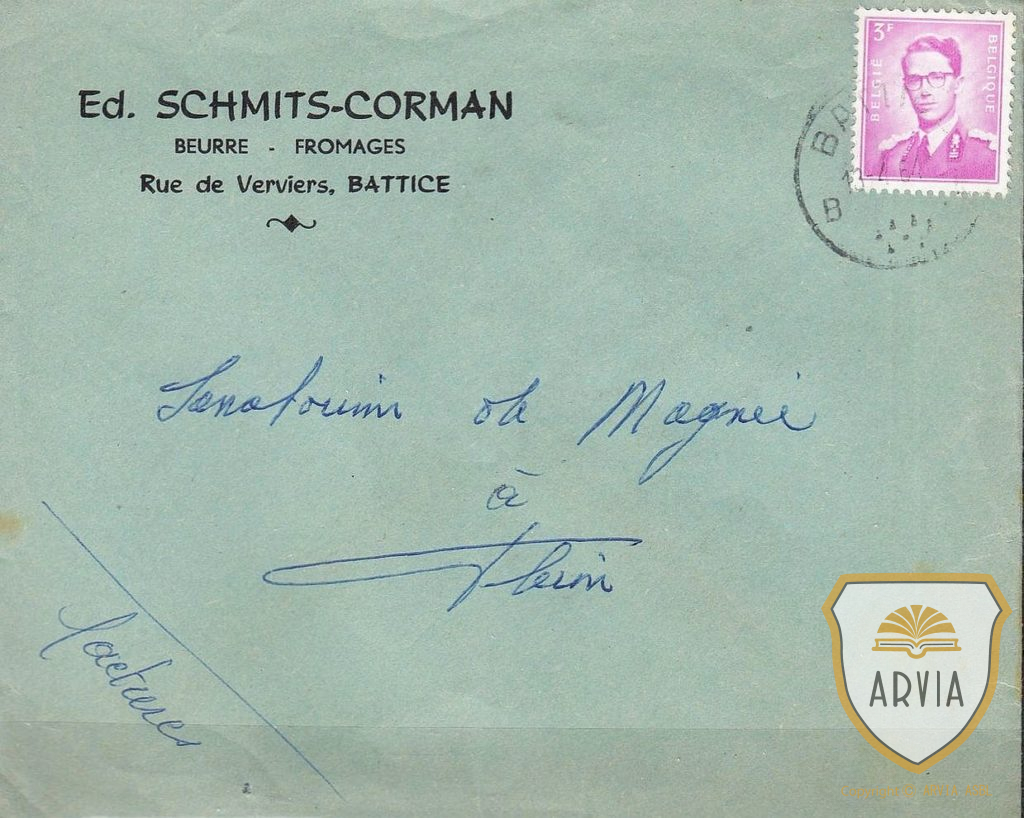 Ed. SCHMITS-CORMAN
BEURRE - FROMAGES
Rue de Verviers, BATTICE
3F
BELGIË
BELGIQUE
B
Sanatorium de Magnée
à
Fléron
factures
ARVIA